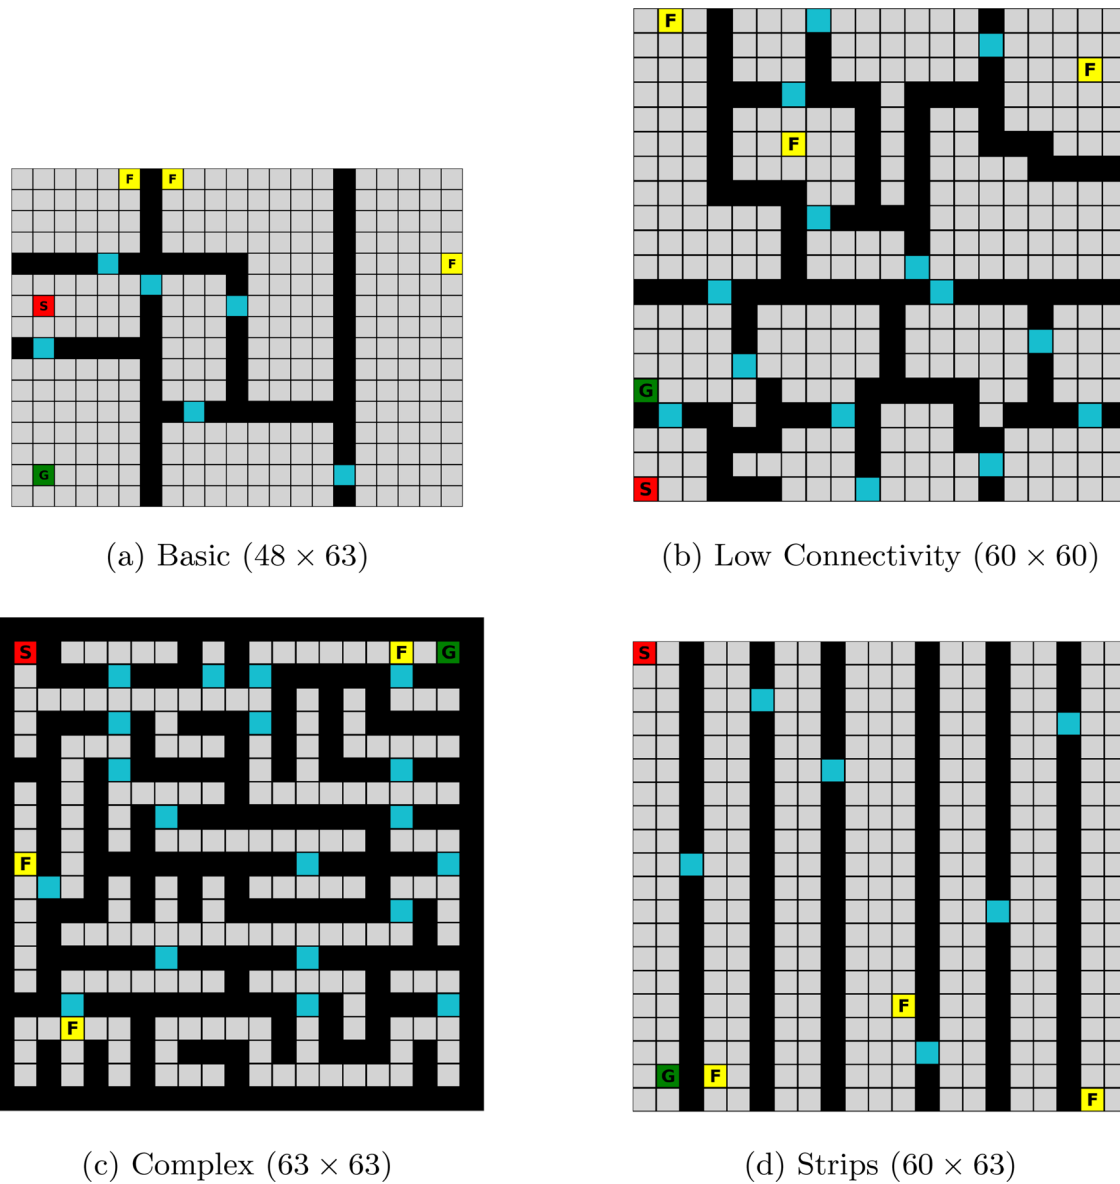 F
F
F
F
F
F
S
G
G
S
(a) Basic (48 × 63)
(b) Low Connectivity (60 × 60)
S
F
G
S
F
F
F
G
F
F
(c) Complex (63 × 63)
(d) Strips (60 × 63)